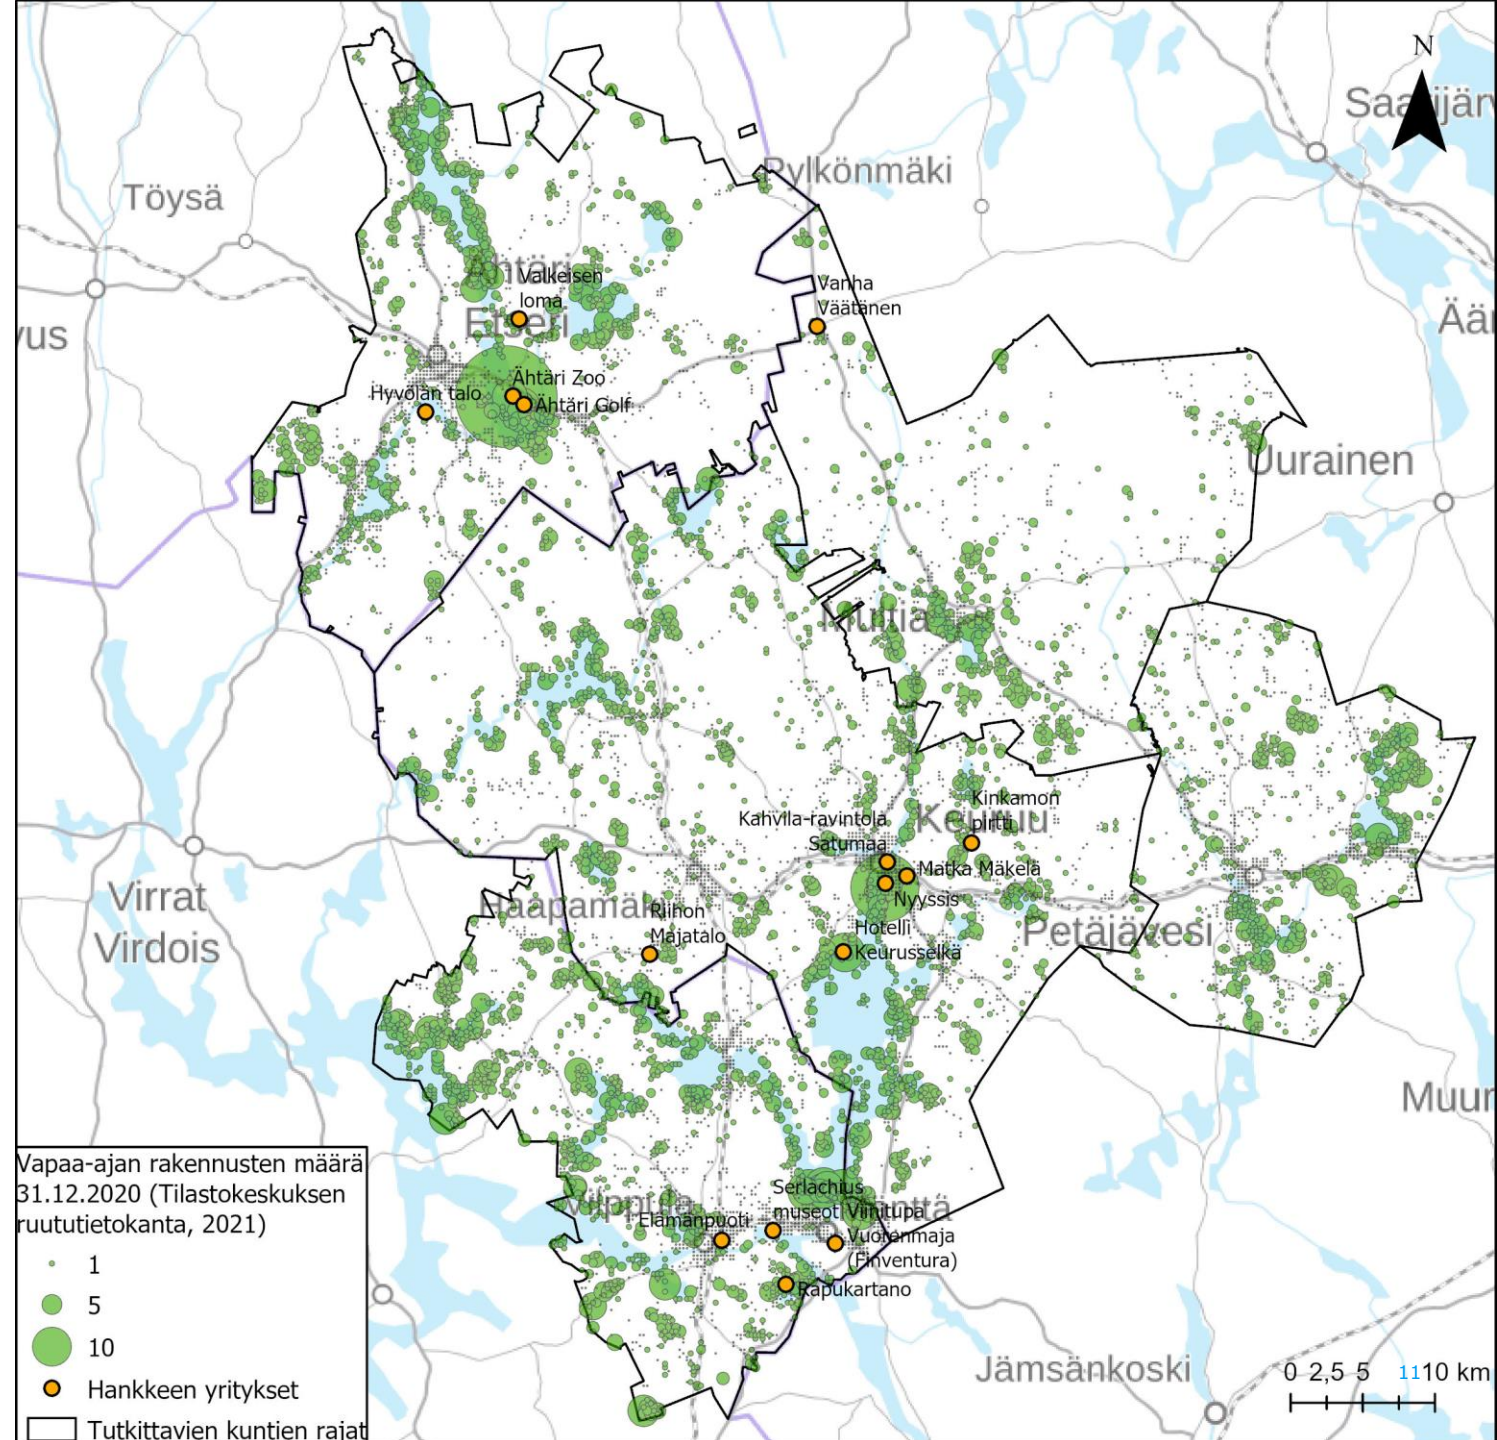 N
Saarijärv
Pylkönmäki
Töysä
Ähtäri
Valkeisen
loma
Etseri
Vanha
Väätänen
Ääi
vus
Ähtäri Zoo
Hyvölän talo
Ähtäri Golf
Uurainen
Multia
Kinkamon
pirtti
Keuruu
Kahvila-ravintola
Satumaa
Matka Mäkelä
Nyyssis
Virrat
Virdois
Haapamäki
Riihon
Majatalo
Hotelli
Keurusselkä
Petäjävesi
Muur
Vilppula
Elämänpuoti
Serlachius
museot
Viinitupa
Vuorenmaja
(Finventura)
Rapukartano
Jämsänkoski
Vapaa-ajan rakennusten määrä
31.12.2020 (Tilastokeskuksen
ruututietokanta, 2021)
1
5
10
Hankkeen yritykset
Tutkittavien kuntien rajat
0 2,5 5 11 10 km